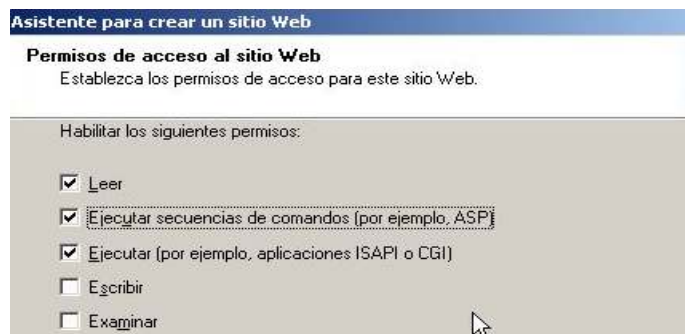 Asistente para crear un sitio Web
Permisos de acceso al sitio Web
Establezca los permisos de acceso para este sitio Web.
Habilitar los siguientes permisos:
Leer
Ejecutar secuencias de comandos (por ejemplo, ASP)
Ejecutar (por ejemplo, aplicaciones ISAPI o CGI)
Escribir
Examinar